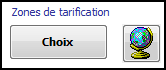 Zones de tarification
Choix